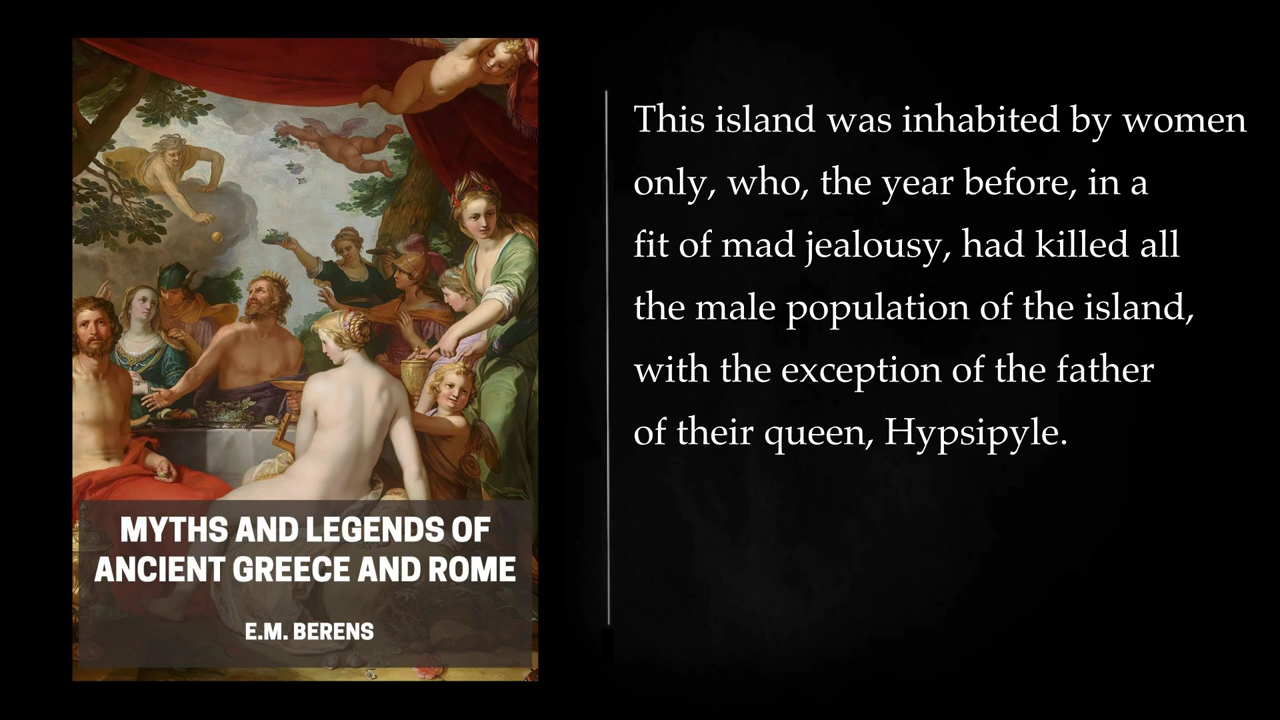 MYTHS AND LEGENDS OF
ANCIENT GREECE AND ROME
E.M. BERENS
This island was inhabited by women
only, who, the year before, in a
fit of mad jealousy, had killed all
the male population of the island,
with the exception of the father
of their queen, Hypsipyle.